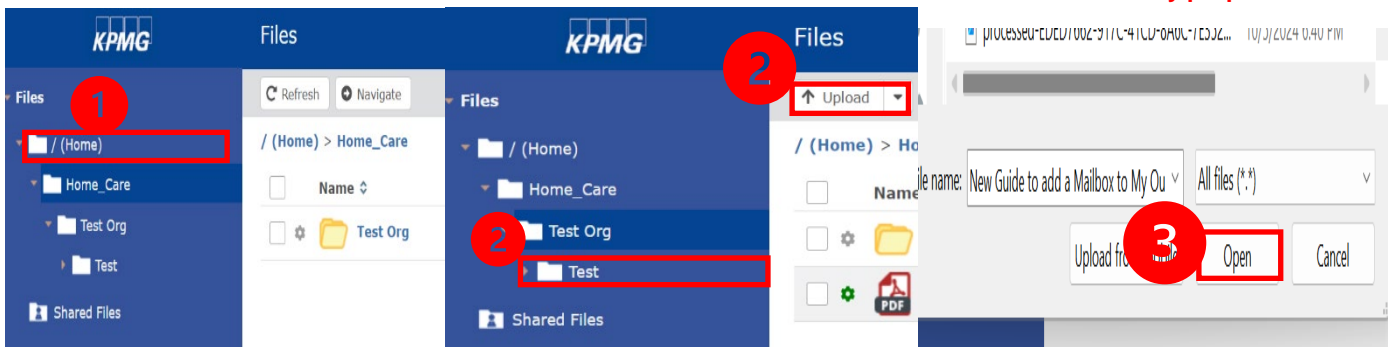 KPMG
Files
Files
1
Refresh
Navigate
/ (Home)
/ (Home) > Home_Care
Home_Care
Name
Test Org
Test Org
Test
Shared Files
KPMG
Files
2
Files
Upload
/ (Home)
/ (Home) >
Home_Care
Name
2
Test Org
Test
PDF
Shared Files
10/3/2024 6:40 PM
name:
New Guide to add a Mailbox to My Ou
All files (*.*)
3
Upload
Open
Cancel